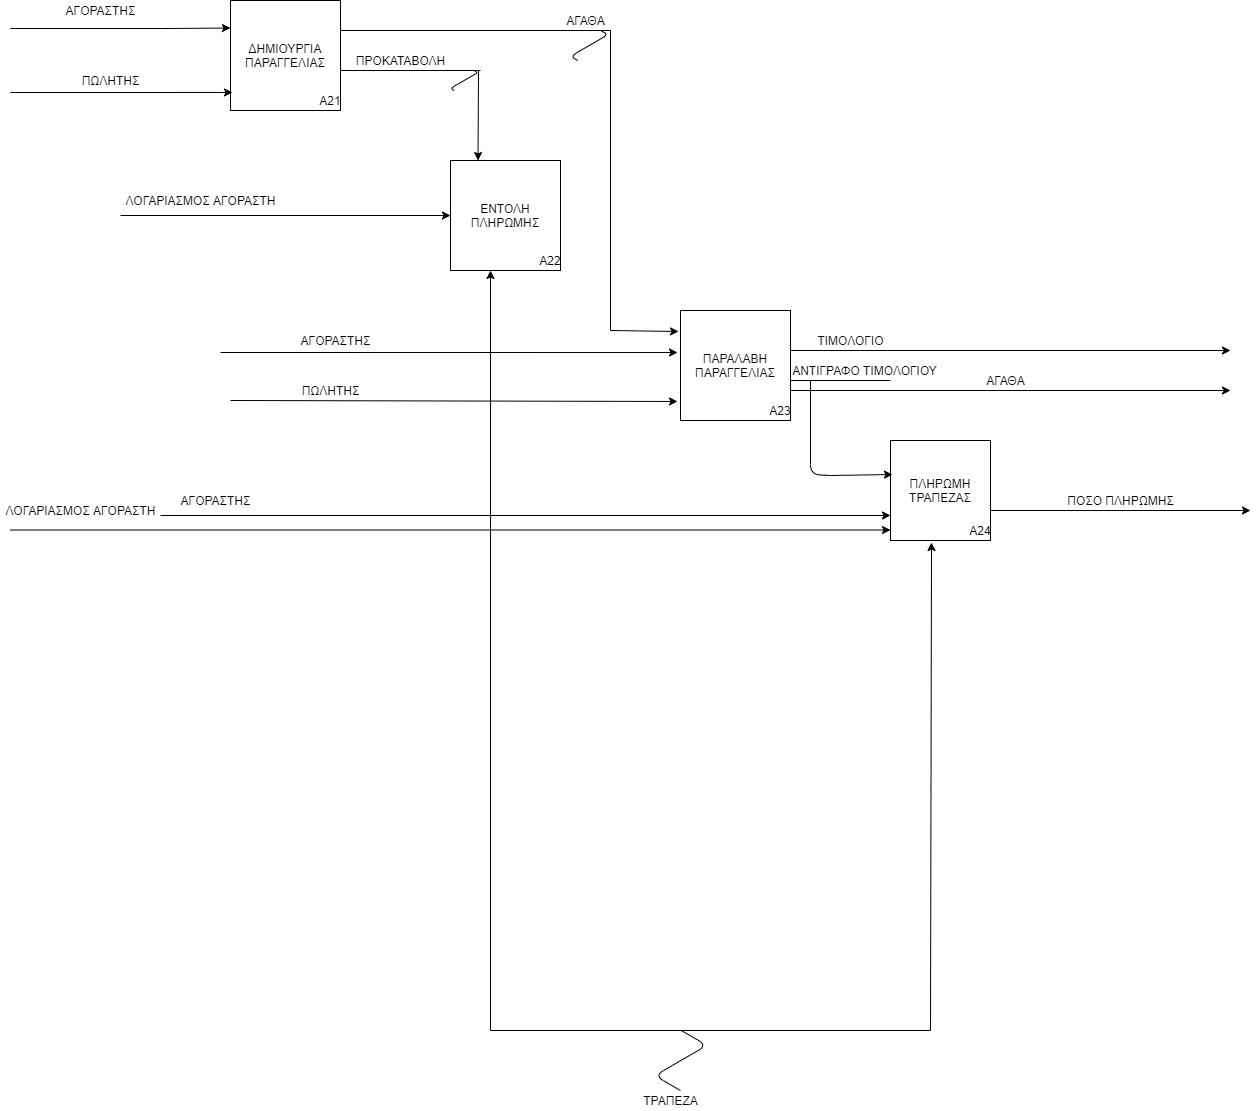 ΑΓΟΡΑΣΤΗΣ
ΑΓΑΘΑ
ΔΗΜΙΟΥΡΓΙΑ
ΠΑΡΑΓΓΕΛΙΑΣ
ΠΡΟΚΑΤΑΒΟΛΗ
ΠΩΛΗΤΗΣ
A21
ΛΟΓΑΡΙΑΣΜΟΣ ΑΓΟΡΑΣΤΗ
ΕΝΤΟΛΗ
ΠΛΗΡΩΜΗΣ
A22
ΑΓΟΡΑΣΤΗΣ
ΤΙΜΟΛΟΓΙΟ
ΠΑΡΑΛΑΒΗ
ΠΑΡΑΓΓΕΛΙΑΣ
ΑΝΤΙΓΡΑΦΟ ΤΙΜΟΛΟΓΙΟΥ
ΑΓΑΘΑ
ΠΩΛΗΤΗΣ
A23
ΠΛΗΡΩΜΗ
ΤΡΑΠΕΖΑΣ
ΑΓΟΡΑΣΤΗΣ
ΠΟΣΟ ΠΛΗΡΩΜΗΣ
ΛΟΓΑΡΙΑΣΜΟΣ ΑΓΟΡΑΣΤΗ
A24
ΤΡΑΠΕΖΑ